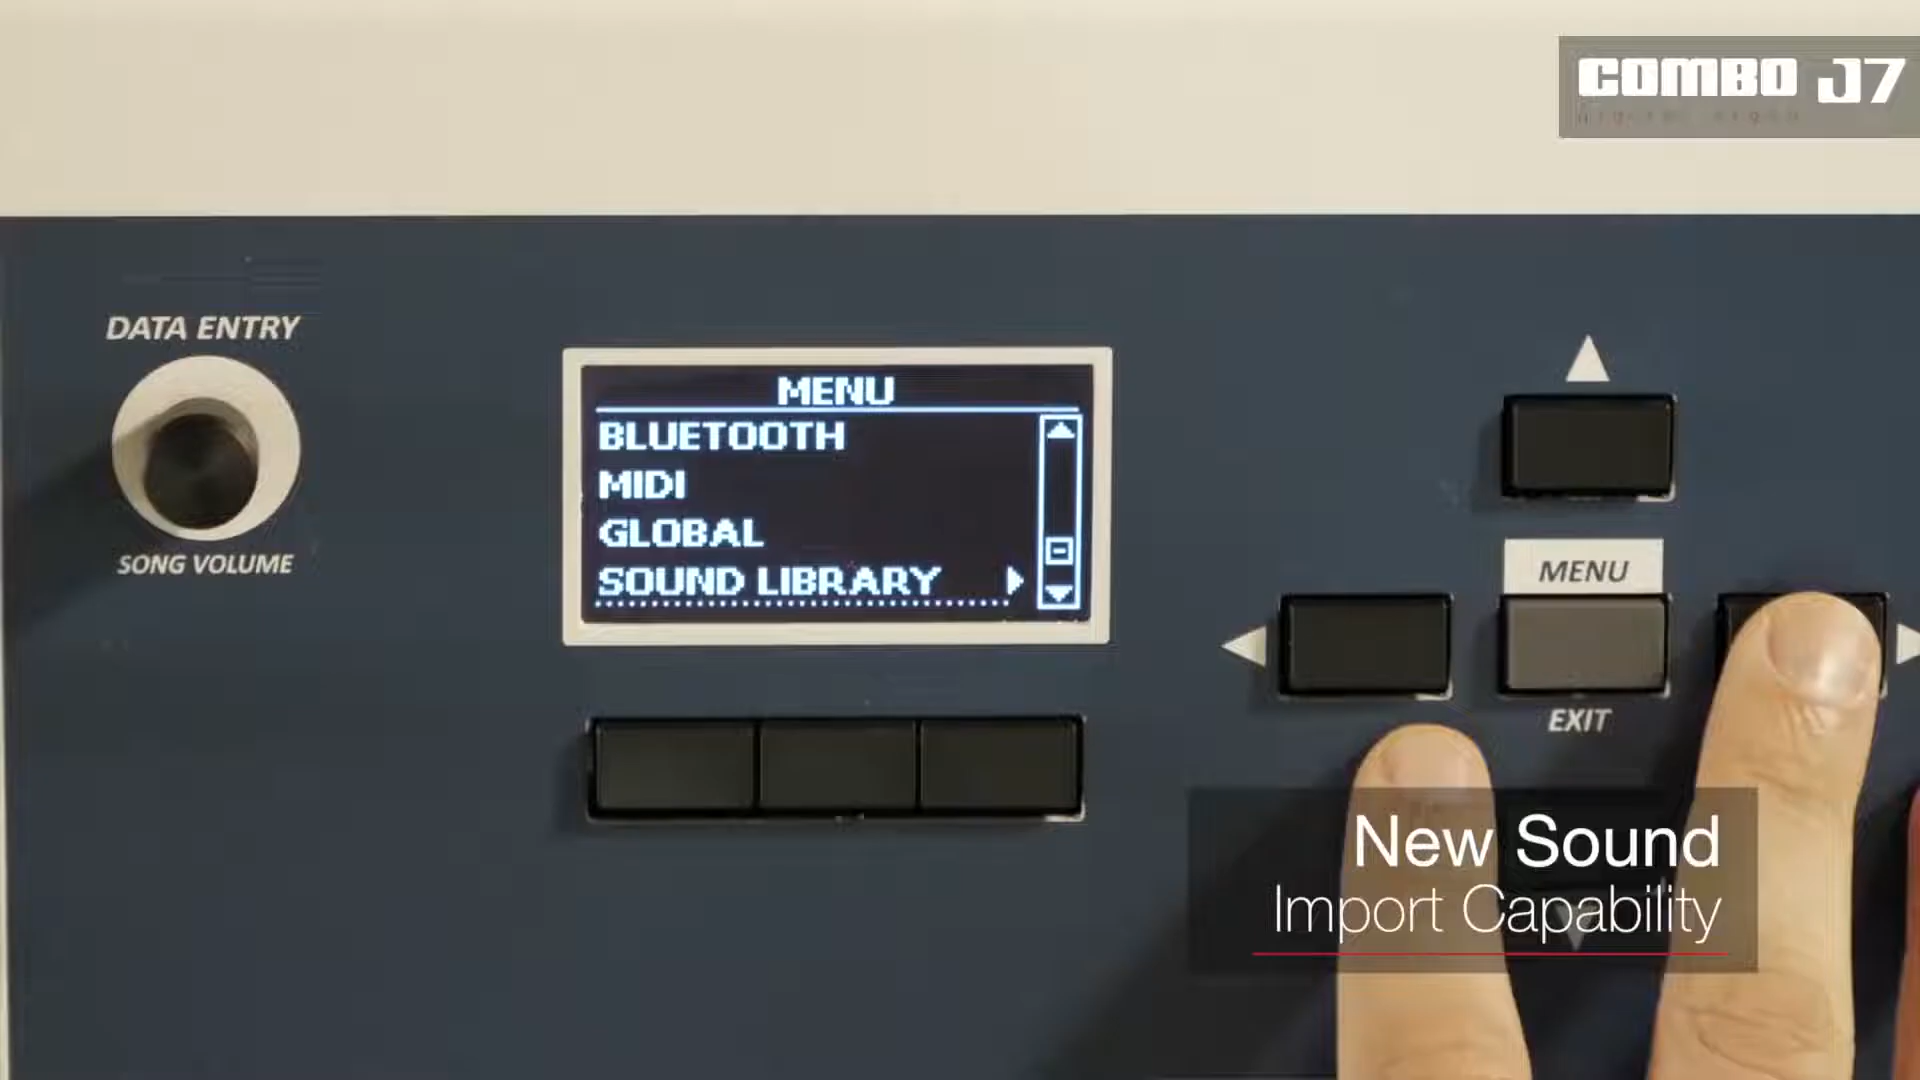 COMBO J7
DATA ENTRY
SONG VOLUME
MENU
BLUETOOTH
MIDI
GLOBAL
SOUND LIBRARY
MENU
EXIT
New Sound
Import Capability